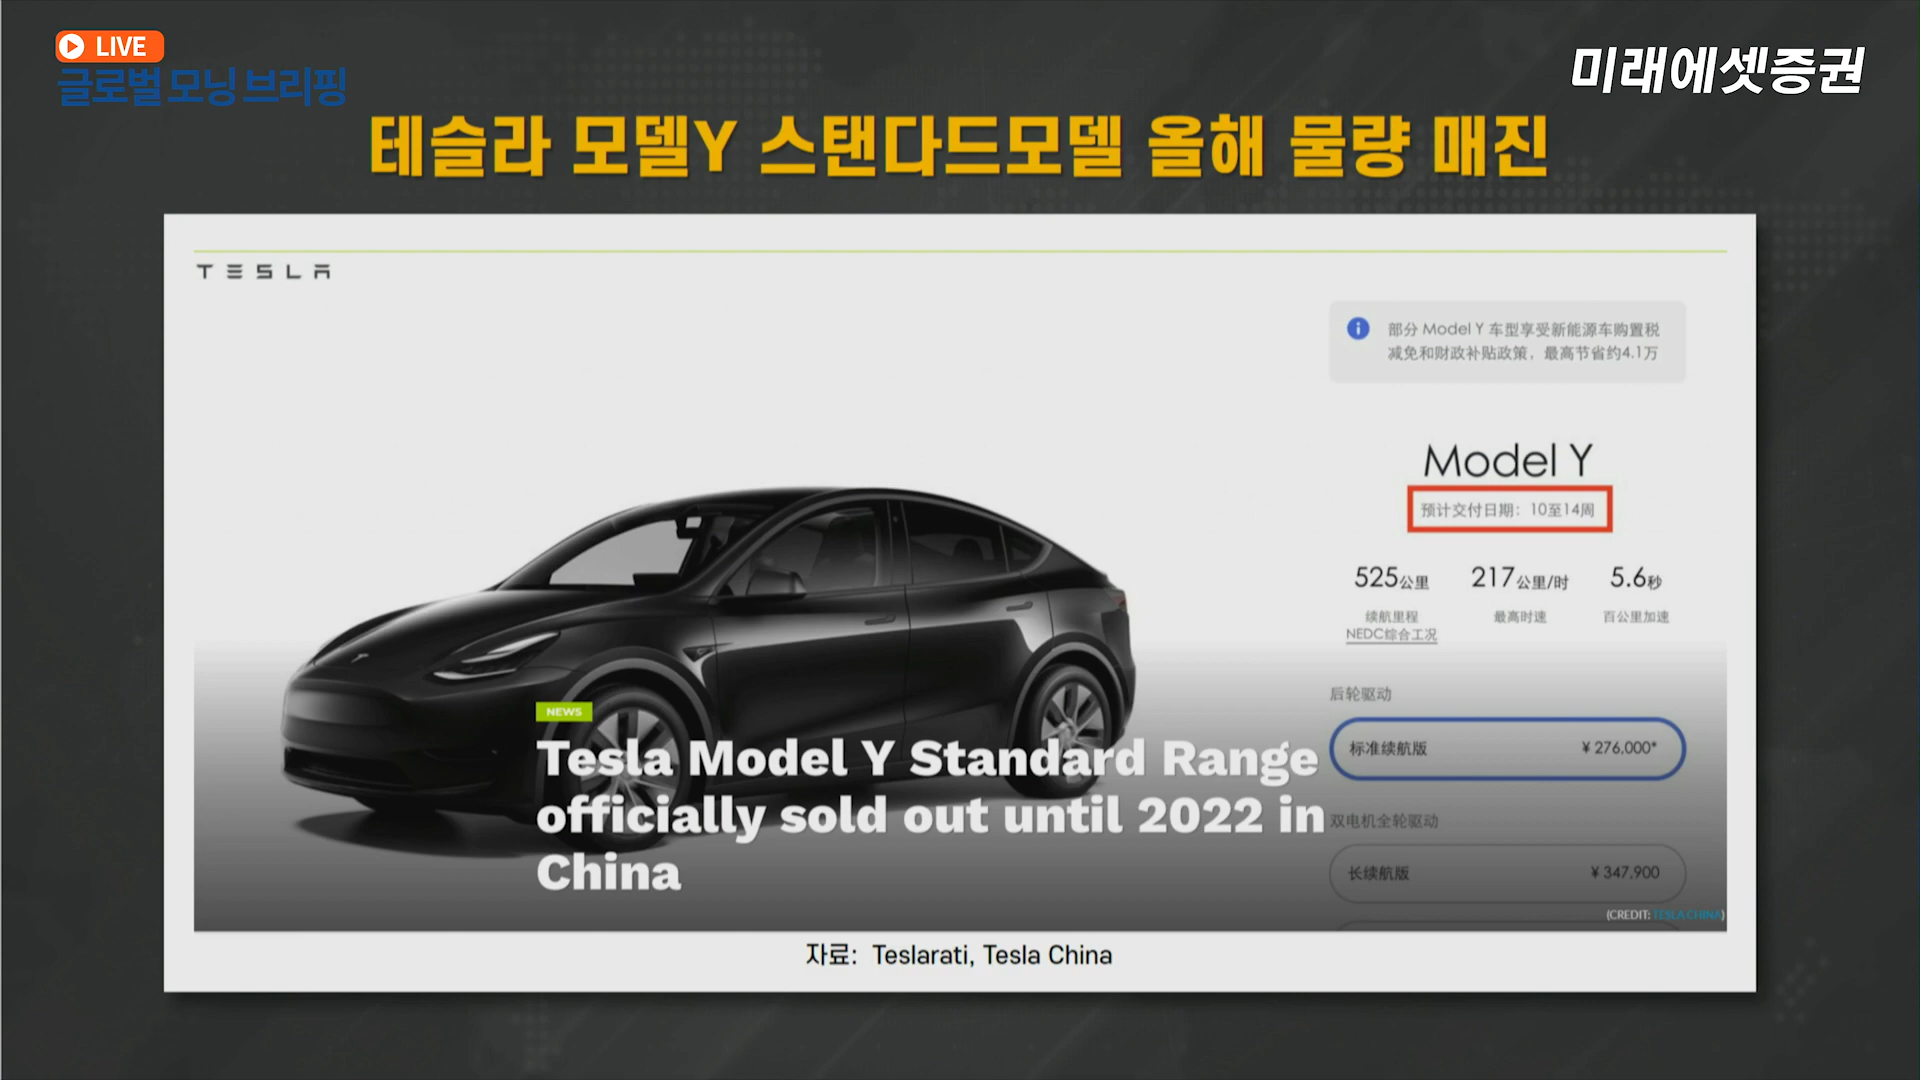 LIVE
글로벌 모닝 브리핑
미래에셋증권
테슬라 모델Y 스탠다드모델 올해 물량 매진
TESLA
部分 Model Y 车型享受新能源车购置税
减免和财政补贴政策，最高节省约4.1万
Model Y
预计交付日期：10至14周
525公里 217公里/时 5.6秒
续航里程 最高时速 百公里加速
NEDC综合工况
后轮驱动
标准续航版 ¥ 276,000*
双电机全轮驱动
长续航版 ¥ 347,900
NEWS
Tesla Model Y Standard Range
officially sold out until 2022 in
China
(CREDIT: TESLA CHINA)
자료: Teslarati, Tesla China